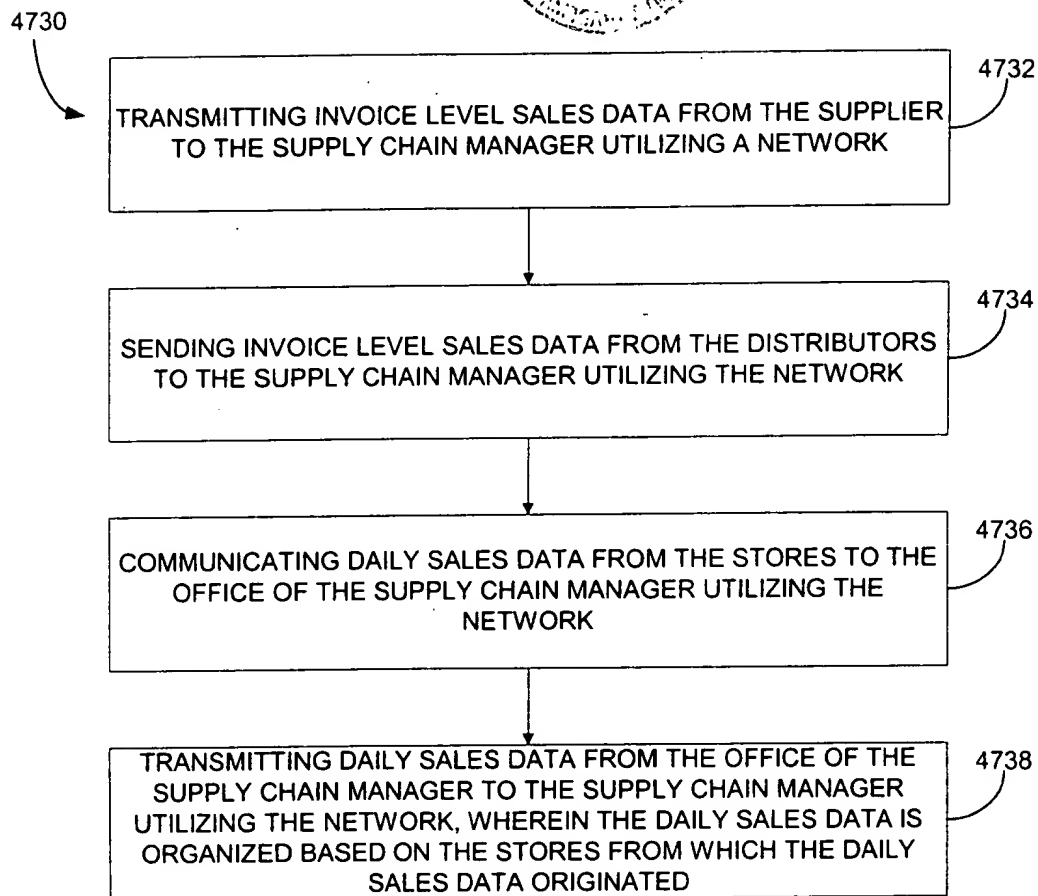 4730
4732
TRANSMITTING INVOICE LEVEL SALES DATA FROM THE SUPPLIER
TO THE SUPPLY CHAIN MANAGER UTILIZING A NETWORK
4734
SENDING INVOICE LEVEL SALES DATA FROM THE DISTRIBUTORS
TO THE SUPPLY CHAIN MANAGER UTILIZING THE NETWORK
4736
COMMUNICATING DAILY SALES DATA FROM THE STORES TO THE
OFFICE OF THE SUPPLY CHAIN MANAGER UTILIZING THE
NETWORK
4738
TRANSMITTING DAILY SALES DATA FROM THE OFFICE OF THE
SUPPLY CHAIN MANAGER TO THE SUPPLY CHAIN MANAGER
UTILIZING THE NETWORK, WHEREIN THE DAILY SALES DATA IS
ORGANIZED BASED ON THE STORES FROM WHICH THE DAILY
SALES DATA ORIGINATED